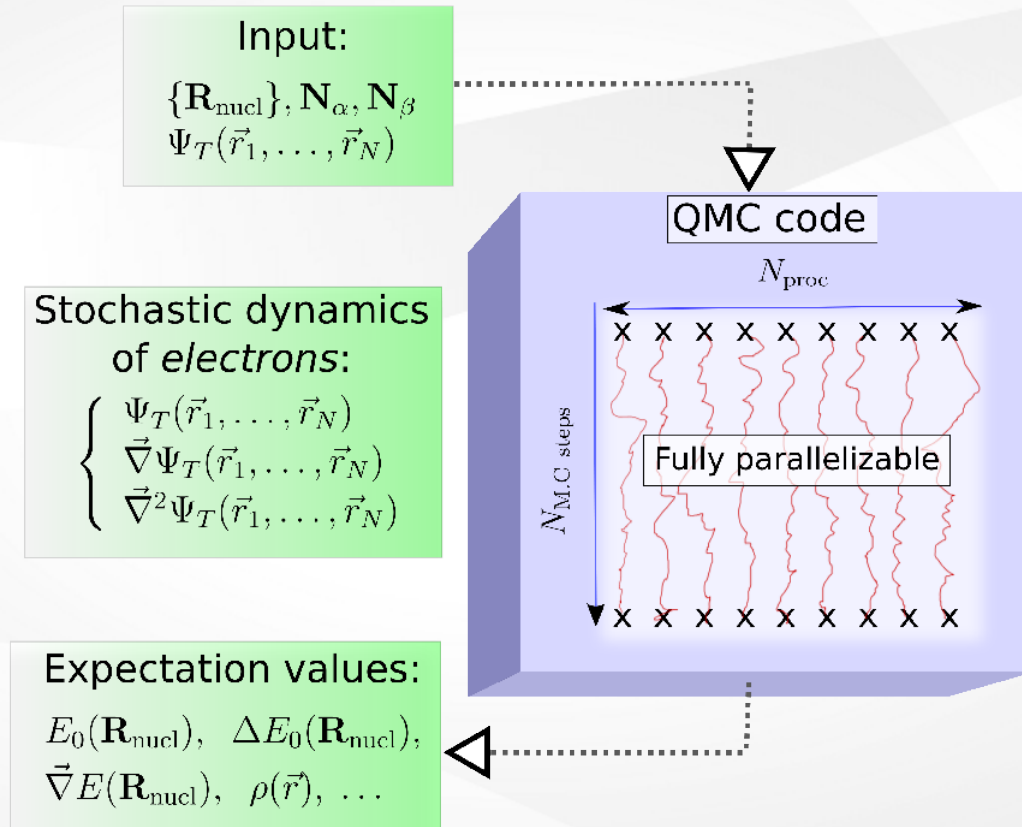 Input:
{R_nucl}, N_α, N_β
Ψ_T(r⃗_1, . . . , r⃗_N)
QMC code
N_proc
x x x x x x x x x
Stochastic dynamics
of electrons:
Ψ_T(r⃗_1, . . . , r⃗_N)
∇⃗Ψ_T(r⃗_1, . . . , r⃗_N)
∇⃗²Ψ_T(r⃗_1, . . . , r⃗_N)
N_M.C steps
Fully parallelizable
x x x x x x x x x
Expectation values:
E_0(R_nucl), ΔE_0(R_nucl),
∇⃗E(R_nucl), ρ(r⃗), . . .